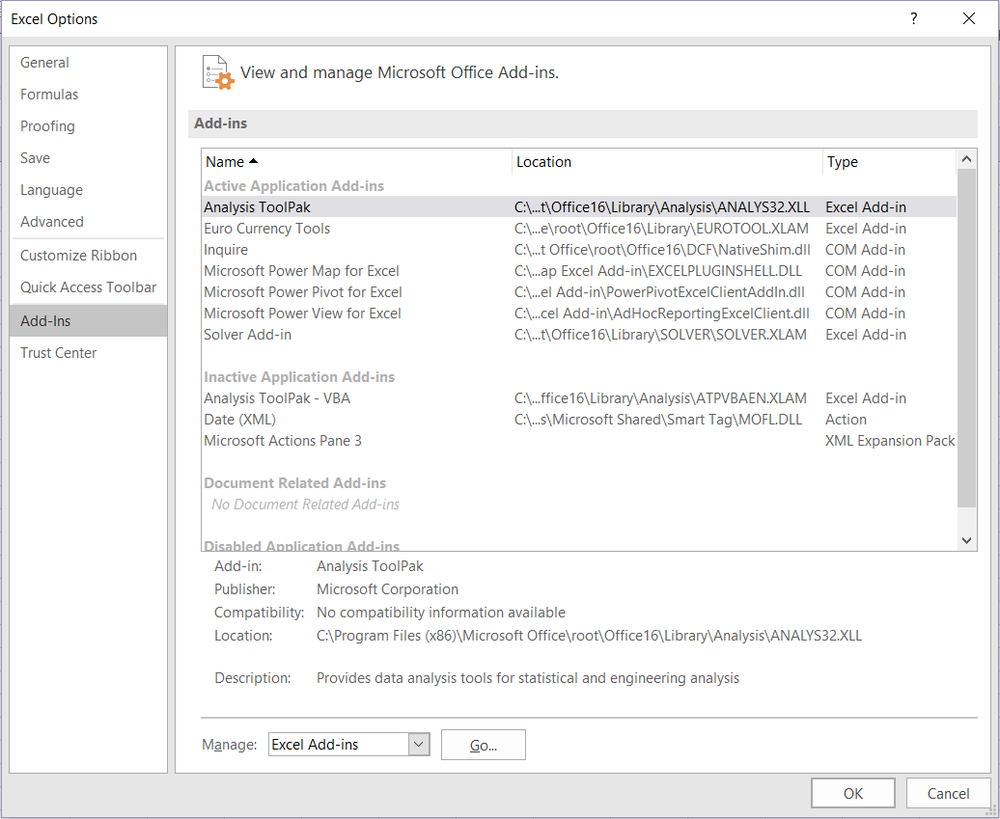 Excel Options ?
General
Formulas
Proofing
Save
Language
Advanced
Customize Ribbon
Quick Access Toolbar
Add-Ins
Trust Center
View and manage Microsoft Office Add-ins.
Add-ins
Name Location Type
Active Application Add-ins
Analysis ToolPak C:\...t\Office16\Library\Analysis\ANALYS32.XLL Excel Add-in
Euro Currency Tools C:\...e\root\Office16\Library\EUROTOOL.XLAM Excel Add-in
Inquire C:\...t Office\root\Office16\DCF\NativeShim.dll COM Add-in
Microsoft Power Map for Excel C:\...ap Excel Add-in\EXCELPLUGINSHELL.DLL COM Add-in
Microsoft Power Pivot for Excel C:\...el Add-in\PowerPivotExcelClientAddIn.dll COM Add-in
Microsoft Power View for Excel C:\...cel Add-in\AdHocReportingExcelClient.dll COM Add-in
Solver Add-in C:\...t\Office16\Library\SOLVER\SOLVER.XLAM Excel Add-in
Inactive Application Add-ins
Analysis ToolPak - VBA C:\...ffice16\Library\Analysis\ATPVBAEN.XLAM Excel Add-in
Date (XML) C:\...s\Microsoft Shared\Smart Tag\MOFL.DLL Action
Microsoft Actions Pane 3 XML Expansion Pack
Document Related Add-ins
No Document Related Add-ins
Disabled Application Add-ins
Add-in: Analysis ToolPak
Publisher: Microsoft Corporation
Compatibility: No compatibility information available
Location: C:\Program Files (x86)\Microsoft Office\root\Office16\Library\Analysis\ANALYS32.XLL
Description: Provides data analysis tools for statistical and engineering analysis
Manage: Excel Add-ins Go...
OK Cancel